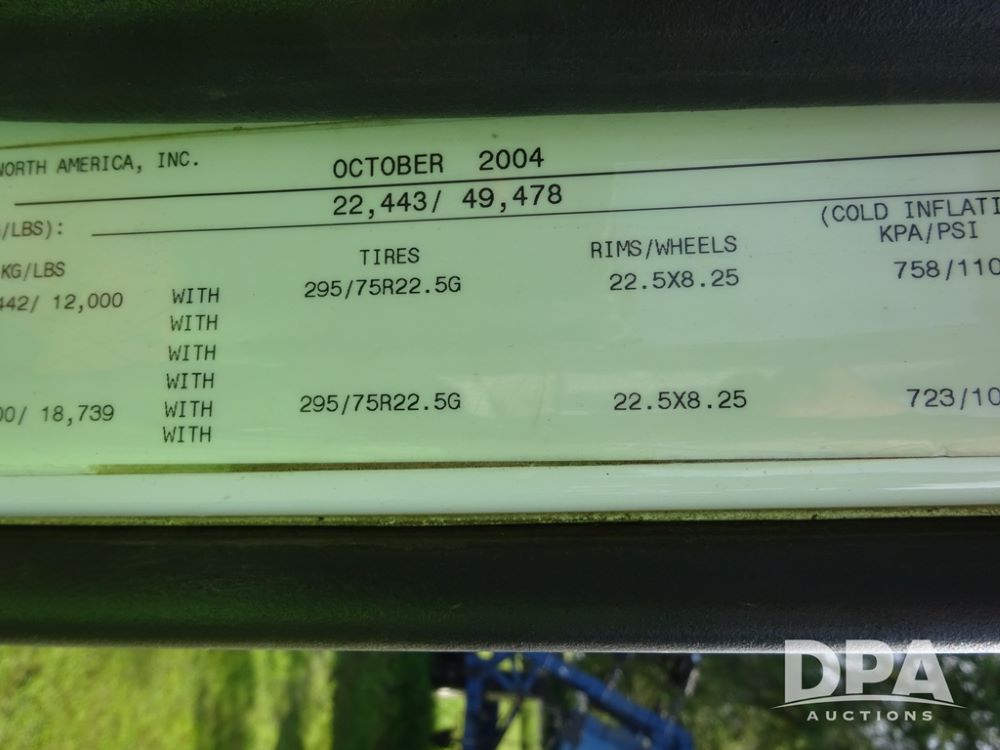 NORTH AMERICA, INC. OCTOBER 2004
22,443/ 49,478
/LBS): (COLD INFLATI
KG/LBS TIRES RIMS/WHEELS KPA/PSI
442/ 12,000 WITH 295/75R22.5G 22.5X8.25 758/110
WITH
WITH
WITH
00/ 18,739 WITH 295/75R22.5G 22.5X8.25 723/10
WITH
DPA
AUCTIONS